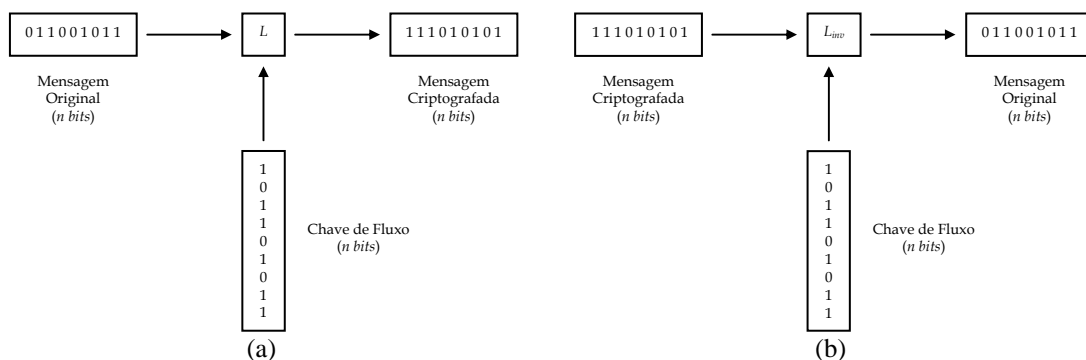 0 1 1 0 0 1 0 1 1
L
1 1 1 0 1 0 1 0 1
Mensagem
Original
(n bits)
Mensagem
Criptografada
(n bits)
1
0
1
1
0
1
0
1
1
Chave de Fluxo
(n bits)
(a)
1 1 1 0 1 0 1 0 1
Linv
0 1 1 0 0 1 0 1 1
Mensagem
Criptografada
(n bits)
Mensagem
Original
(n bits)
1
0
1
1
0
1
0
1
1
Chave de Fluxo
(n bits)
(b)